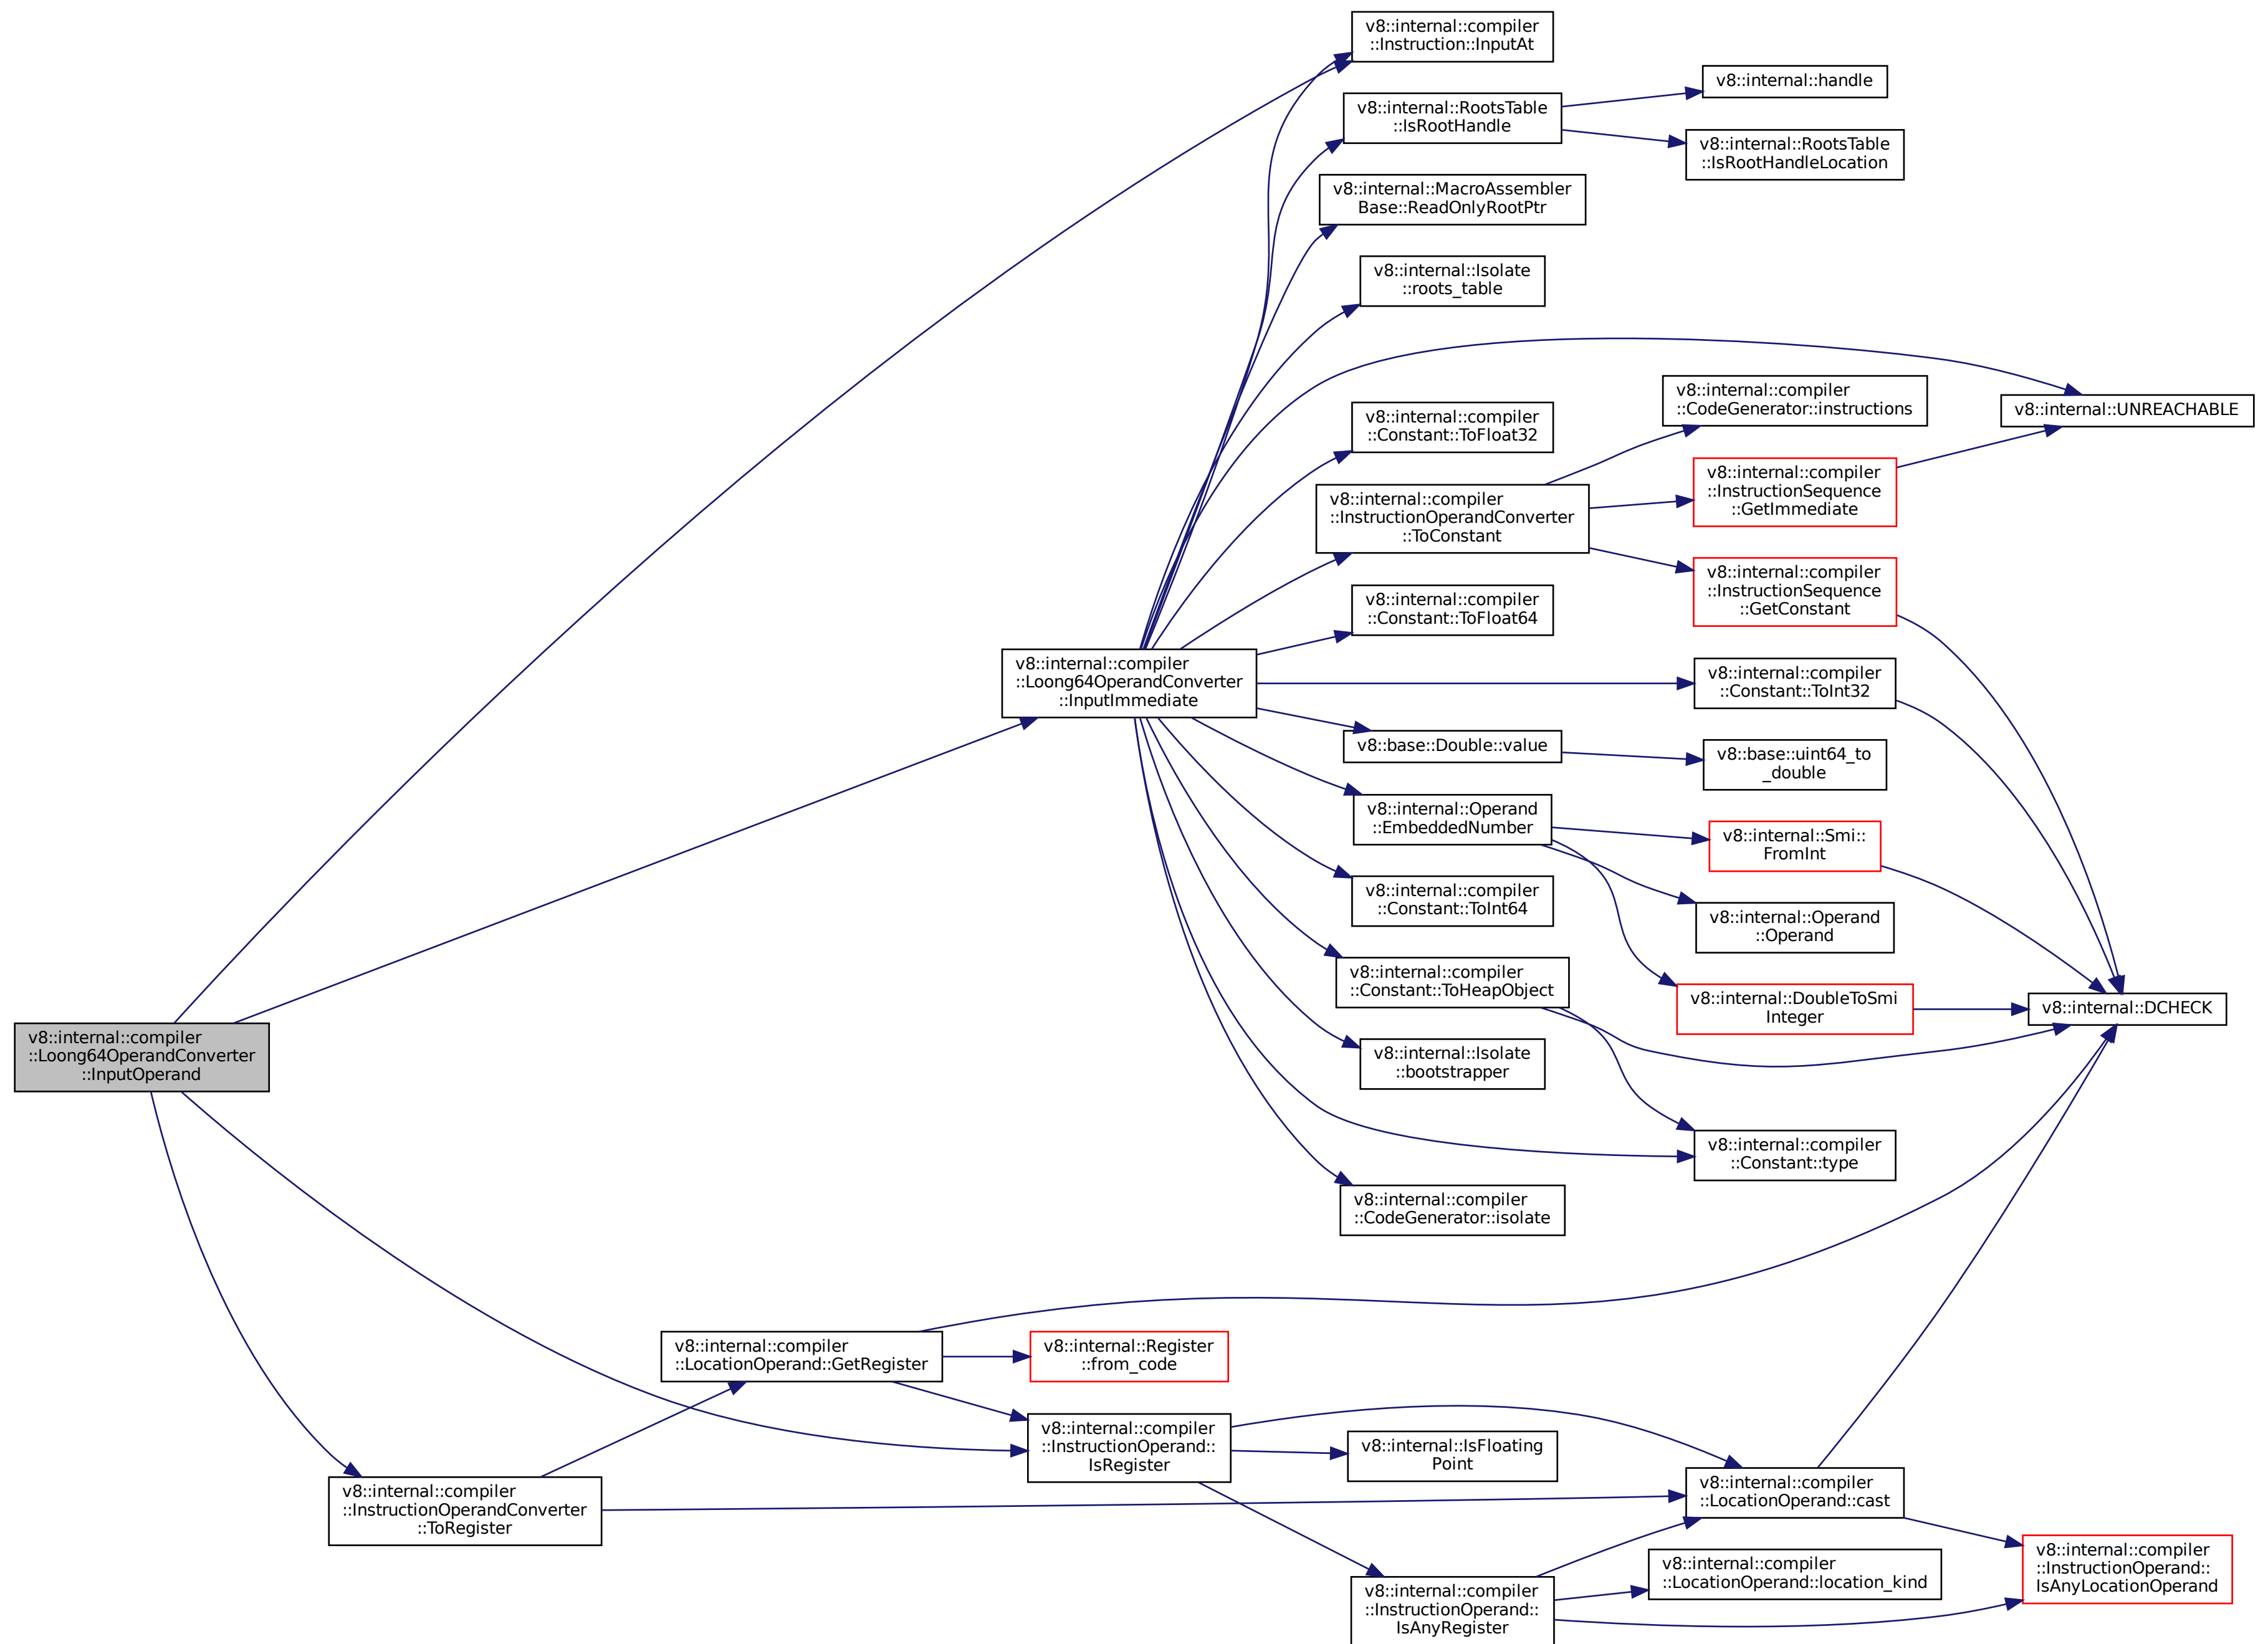 v8::internal::compiler
::Instruction::InputAt
v8::internal::handle
v8::internal::RootsTable
::IsRootHandle
v8::internal::RootsTable
::IsRootHandleLocation
v8::internal::MacroAssembler
Base::ReadOnlyRootPtr
v8::internal::Isolate
::roots_table
v8::internal::compiler
::CodeGenerator::instructions
v8::internal::UNREACHABLE
v8::internal::compiler
::Constant::ToFloat32
v8::internal::compiler
::InstructionSequence
::GetImmediate
v8::internal::compiler
::InstructionOperandConverter
::ToConstant
v8::internal::compiler
::InstructionSequence
::GetConstant
v8::internal::compiler
::Constant::ToFloat64
v8::internal::compiler
::Loong64OperandConverter
::InputImmediate
v8::internal::compiler
::Constant::ToInt32
v8::base::Double::value
v8::base::uint64_to
_double
v8::internal::Operand
::EmbeddedNumber
v8::internal::Smi::
FromInt
v8::internal::compiler
::Constant::ToInt64
v8::internal::Operand
::Operand
v8::internal::compiler
::Constant::ToHeapObject
v8::internal::DoubleToSmi
Integer
v8::internal::DCHECK
v8::internal::compiler
::Loong64OperandConverter
::InputOperand
v8::internal::Isolate
::bootstrapper
v8::internal::compiler
::Constant::type
v8::internal::compiler
::CodeGenerator::isolate
v8::internal::compiler
::LocationOperand::GetRegister
v8::internal::Register
::from_code
v8::internal::compiler
::InstructionOperand::
IsRegister
v8::internal::IsFloating
Point
v8::internal::compiler
::InstructionOperandConverter
::ToRegister
v8::internal::compiler
::LocationOperand::cast
v8::internal::compiler
::LocationOperand::location_kind
v8::internal::compiler
::InstructionOperand::
IsAnyLocationOperand
v8::internal::compiler
::InstructionOperand::
IsAnyRegister